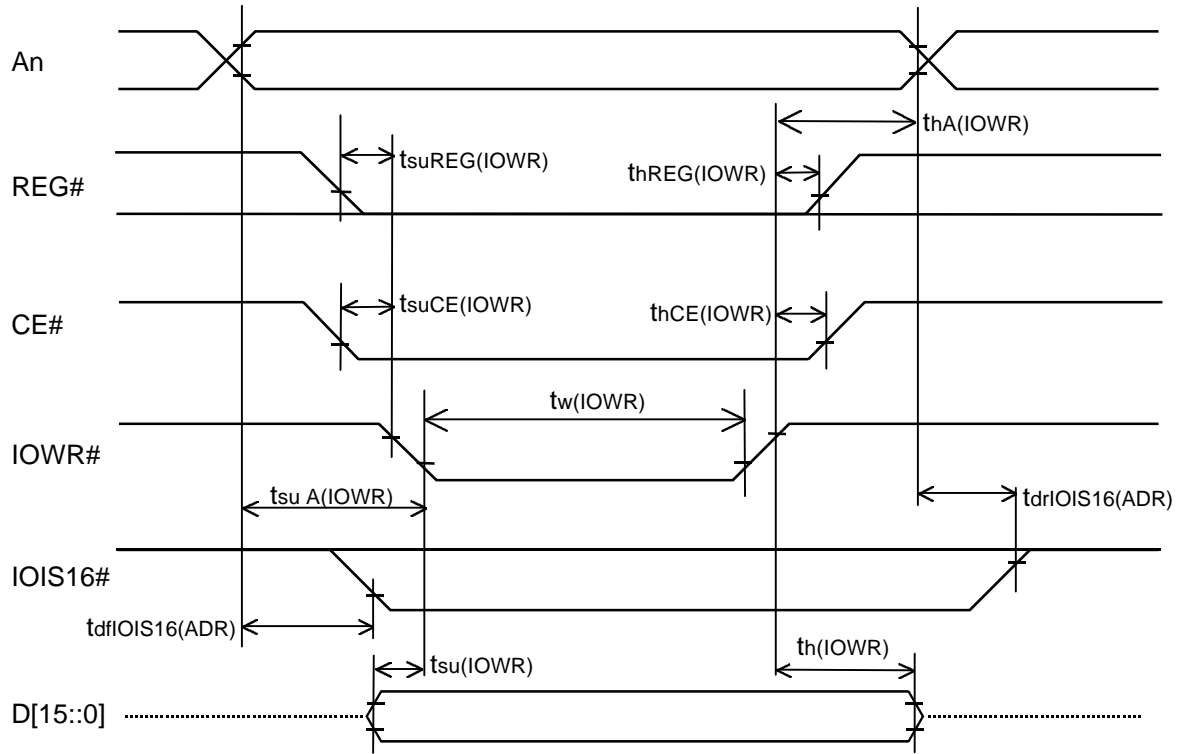 An
thA(IOWR)
tsuREG(IOWR)
thREG(IOWR)
REG#
tsuCE(IOWR)
thCE(IOWR)
CE#
tw(IOWR)
IOWR#
tsu A(IOWR)
tdrIOIS16(ADR)
IOIS16#
tdfIOIS16(ADR)
tsu(IOWR)
th(IOWR)
D[15::0]